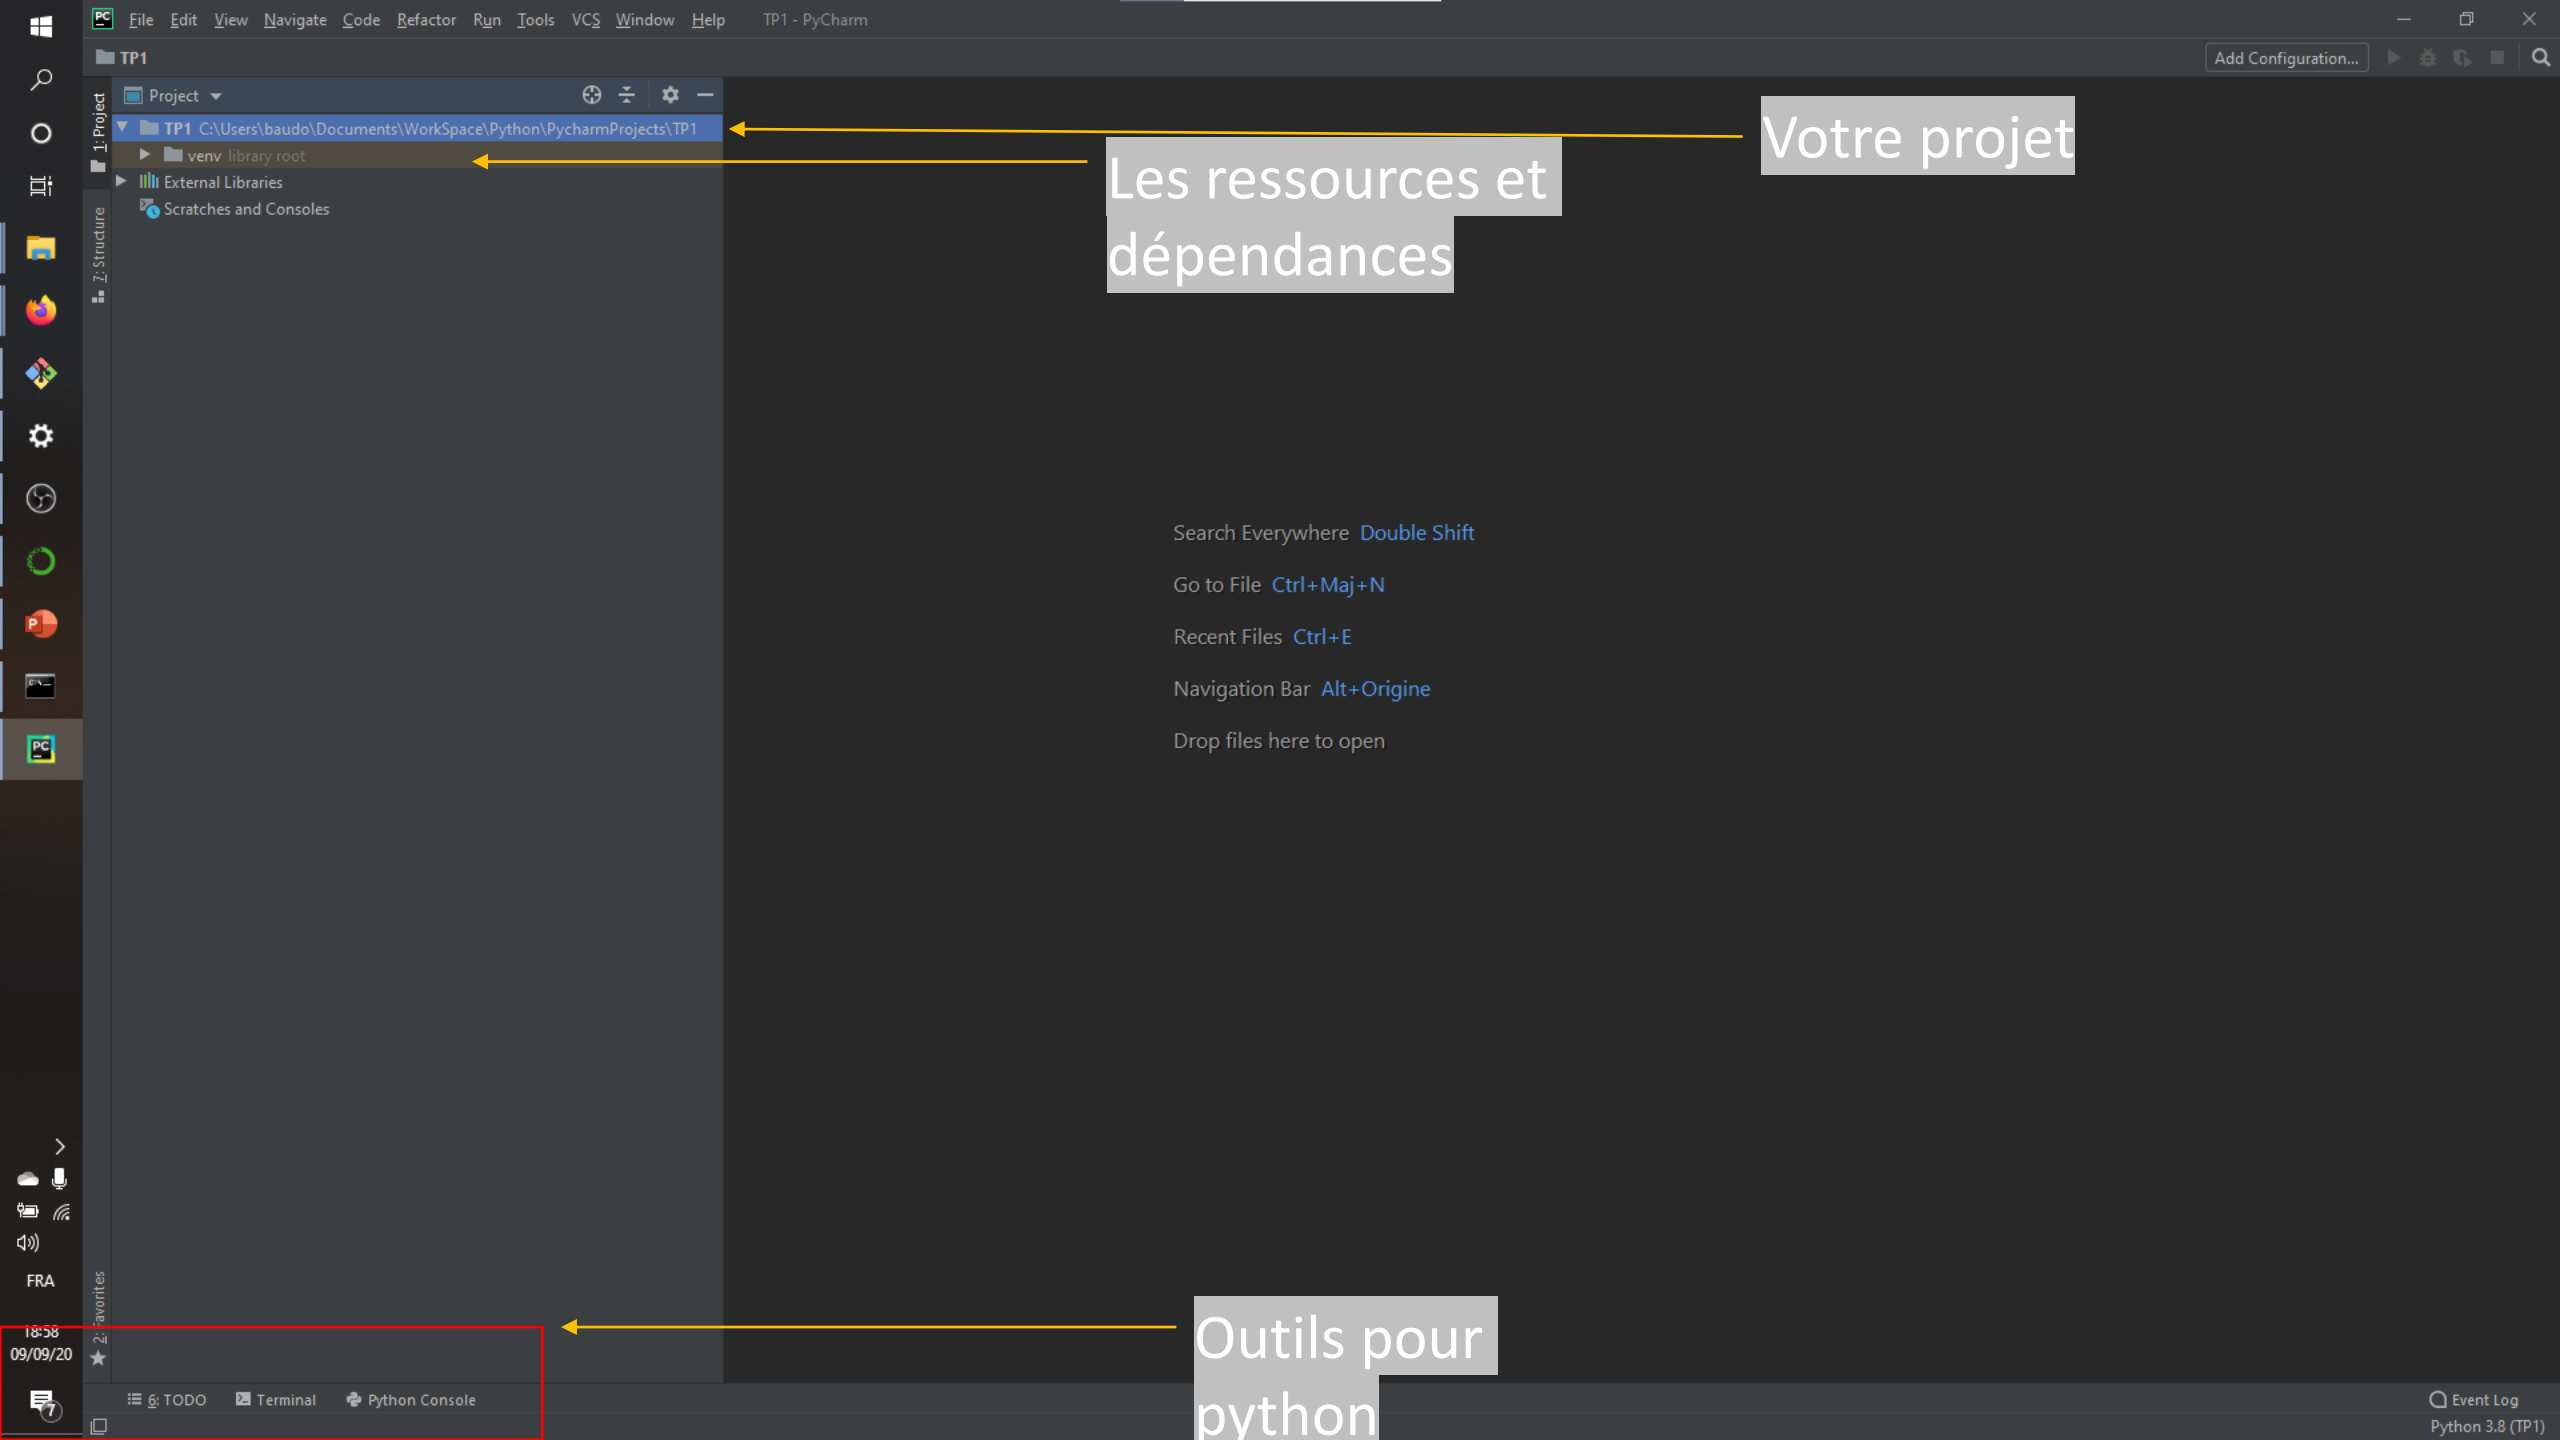 File Edit View Navigate Code Refactor Run Tools VCS Window Help TP1 - PyCharm
TP1
Add Configuration...
1: Project
Project
TP1 C:\Users\baudo\Documents\WorkSpace\Python\PycharmProjects\TP1
venv library root
External Libraries
Scratches and Consoles
7: Structure
Votre projet
Les ressources et
dépendances
Search Everywhere Double Shift
Go to File Ctrl+Maj+N
Recent Files Ctrl+E
Navigation Bar Alt+Origine
Drop files here to open
FRA
18:58
09/09/20
7
2: Favorites
Outils pour
python
6: TODO Terminal Python Console
Event Log
Python 3.8 (TP1)